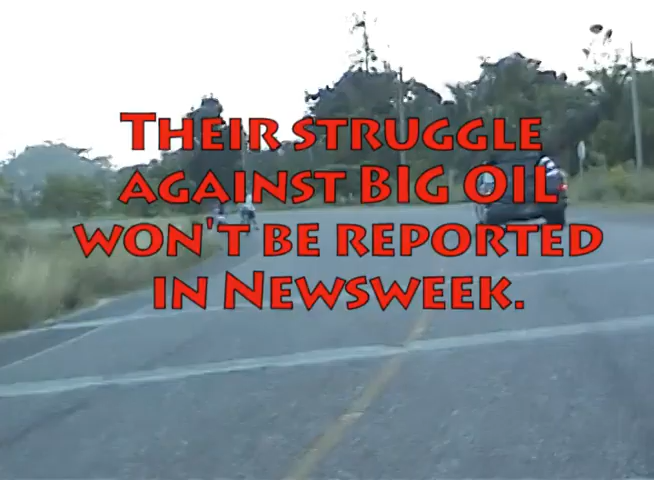 THEIR STRUGGLE
AGAINST BIG OIL
WON'T BE REPORTED
IN NEWSWEEK.